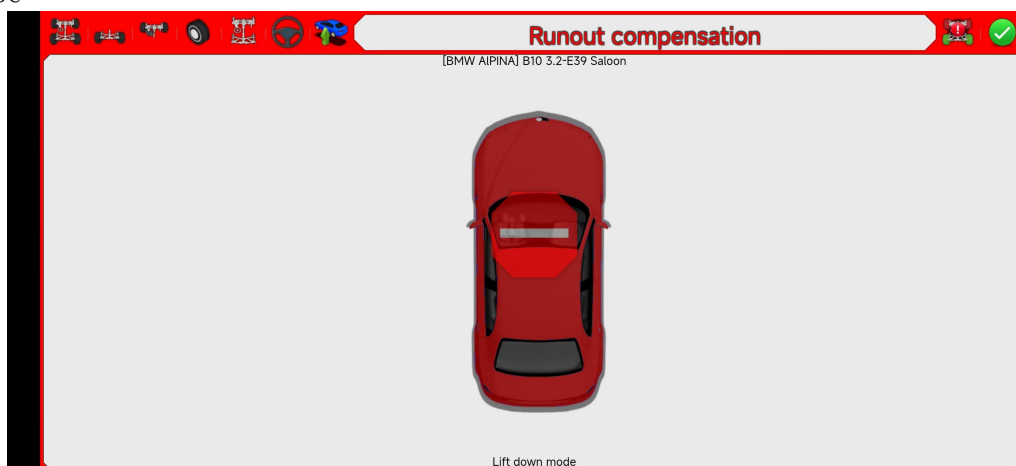 Runout compensation
[BMW AlPINA] B10 3.2-E39 Saloon
Lift down mode